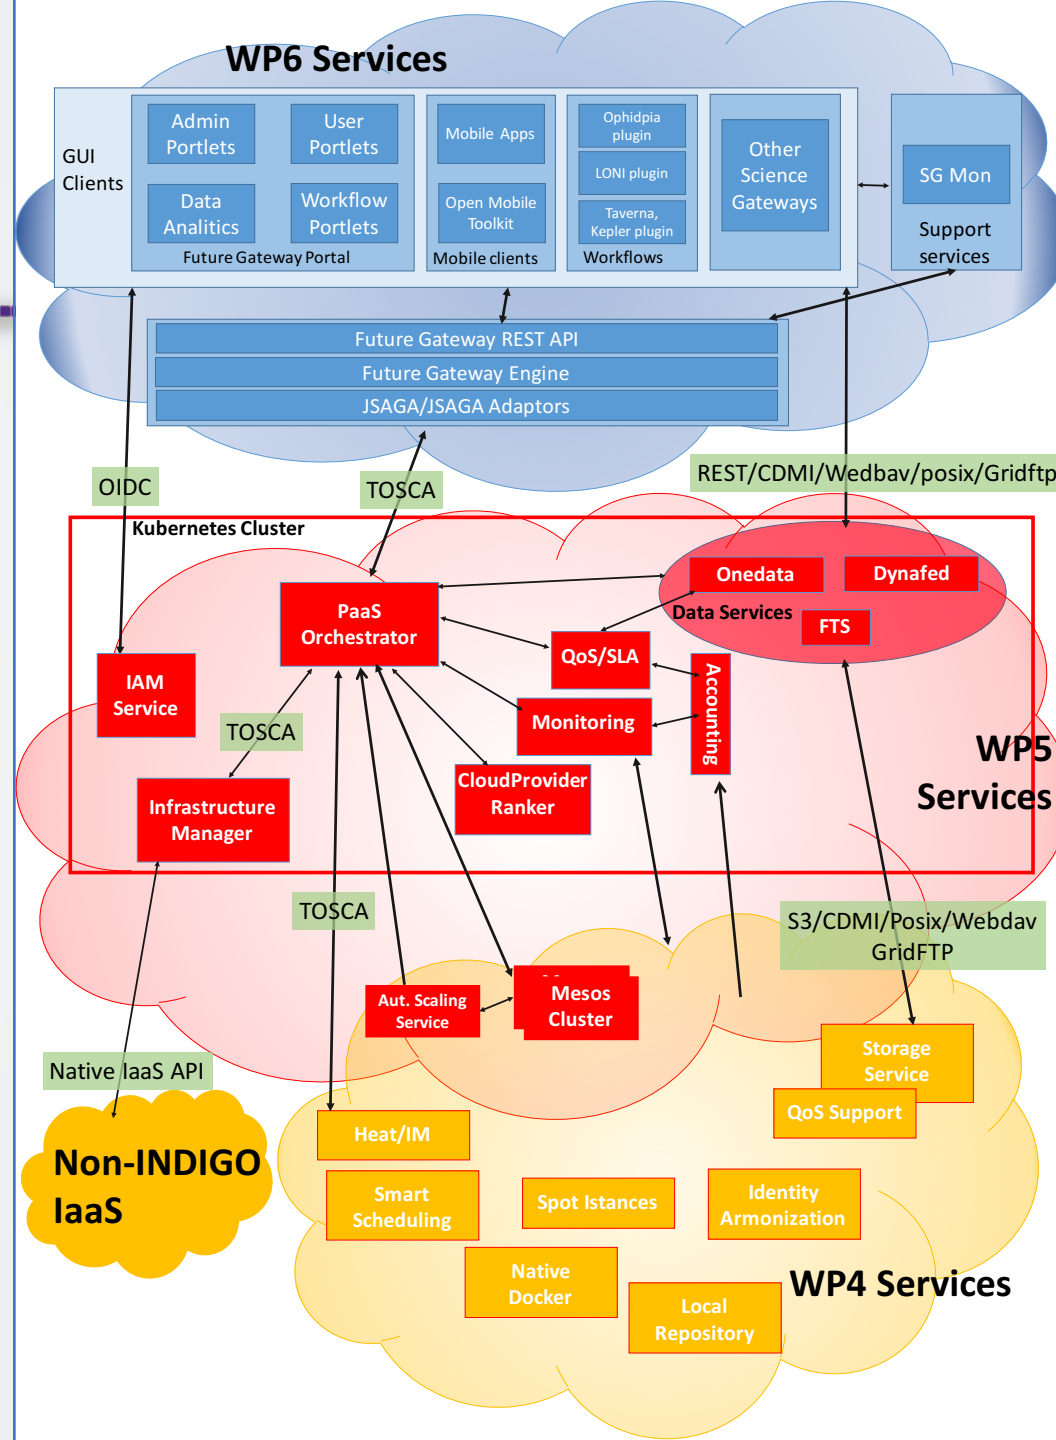 WP6 Services
GUI
Clients
Admin
Portlets
User
Portlets
Data
Analitics
Workflow
Portlets
Future Gateway Portal
Mobile Apps
Open Mobile
Toolkit
Mobile clients
Ophidpia
plugin
LONI plugin
Taverna,
Kepler plugin
Workflows
Other
Science
Gateways
SG Mon
Support
services
Future Gateway REST API
Future Gateway Engine
JSAGA/JSAGA Adaptors
OIDC
TOSCA
REST/CDMI/Wedbav/posix/Gridftp
Kubernetes Cluster
Onedata
Dynafed
Data Services
FTS
PaaS
Orchestrator
QoS/SLA
Accounting
IAM
Service
Monitoring
TOSCA
WP5
Services
CloudProvider
Ranker
Infrastructure
Manager
TOSCA
S3/CDMI/Posix/Webdav
GridFTP
Aut. Scaling
Service
Mesos
Cluster
Storage
Service
QoS Support
Native IaaS API
Non-INDIGO
IaaS
Heat/IM
Smart
Scheduling
Spot Istances
Identity
Armonization
Native
Docker
WP4 Services
Local
Repository